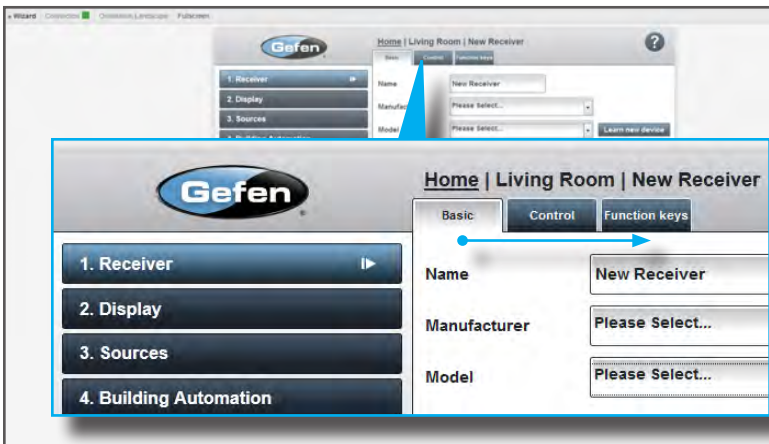 Wizard Connection Orientation Landscape Fullscreen
Gefen
Home | Living Room | New Receiver
?
Basic Control Function keys
1. Receiver
2. Display
3. Sources
Name New Receiver
Please Select...
Model Please Select... Learn new device
Gefen
Home | Living Room | New Receiver
Basic Control Function keys
1. Receiver
2. Display
3. Sources
4. Building Automation
Name New Receiver
Manufacturer Please Select...
Model Please Select...